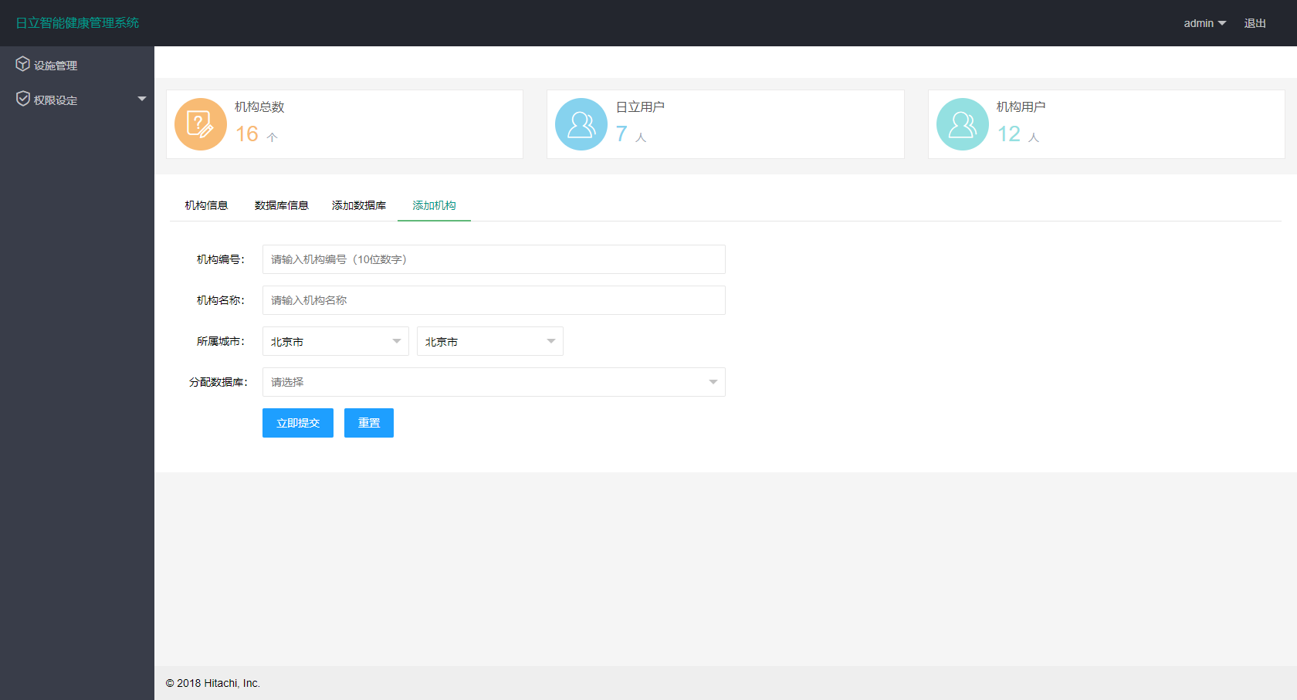 日立智能健康管理系统
admin 退出
设施管理
权限设定
机构总数
16 个
日立用户
7 人
机构用户
12 人
机构信息 数据库信息 添加数据库 添加机构
机构编号: 请输入机构编号（10位数字）
机构名称: 请输入机构名称
所属城市: 北京市 北京市
分配数据库: 请选择
立即提交 重置
© 2018 Hitachi, Inc.